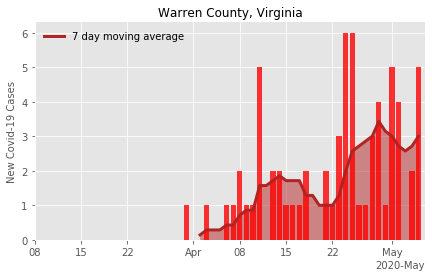 Warren County, Virginia
7 day moving average
New Covid-19 Cases
6
5
4
3
2
1
0
08
15
22
Apr
08
15
22
May
2020-May